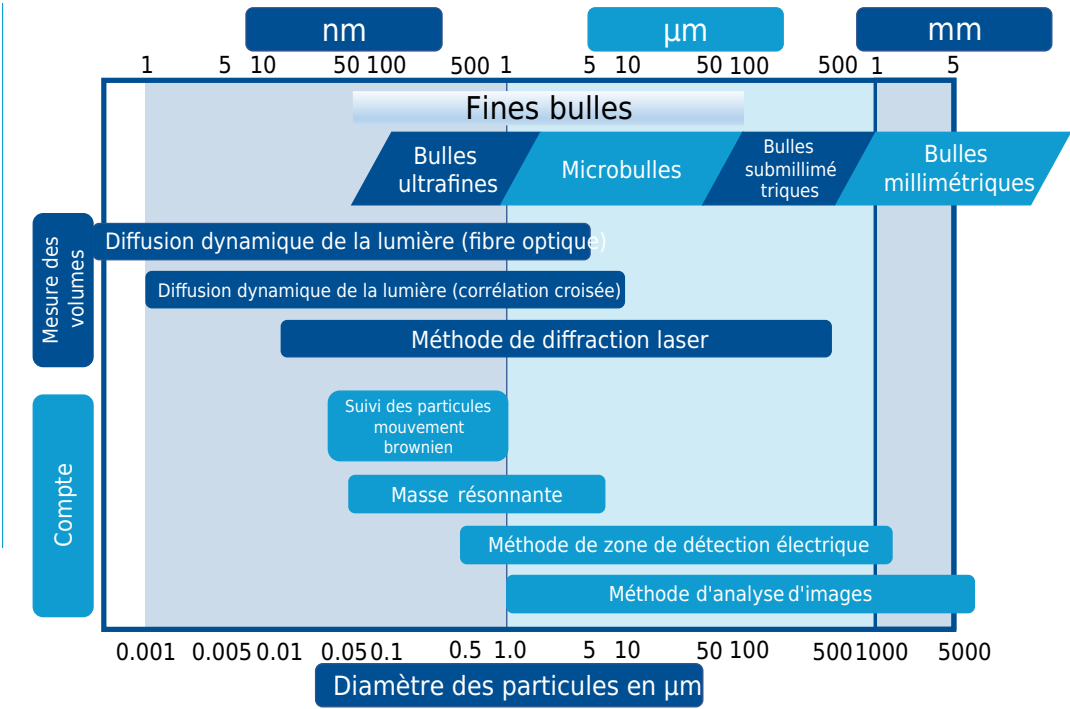 nm
µm
mm
1 5 10 50 100 500 1 5 10 50 100 500 1 5
Fines bulles
Bulles
ultrafines
Microbulles
Bulles
submillimé
triques
Bulles
millimétriques
Mesure des
volumes
Diffusion dynamique de la lumière (fibre optique)
Diffusion dynamique de la lumière (corrélation croisée)
Méthode de diffraction laser
Compte
Suivi des particules
mouvement
brownien
Masse résonnante
Méthode de zone de détection électrique
Méthode d'analyse d'images
0.001 0.005 0.01 0.05 0.1 0.5 1.0 5 10 50 100 500 1000 5000
Diamètre des particules en µm